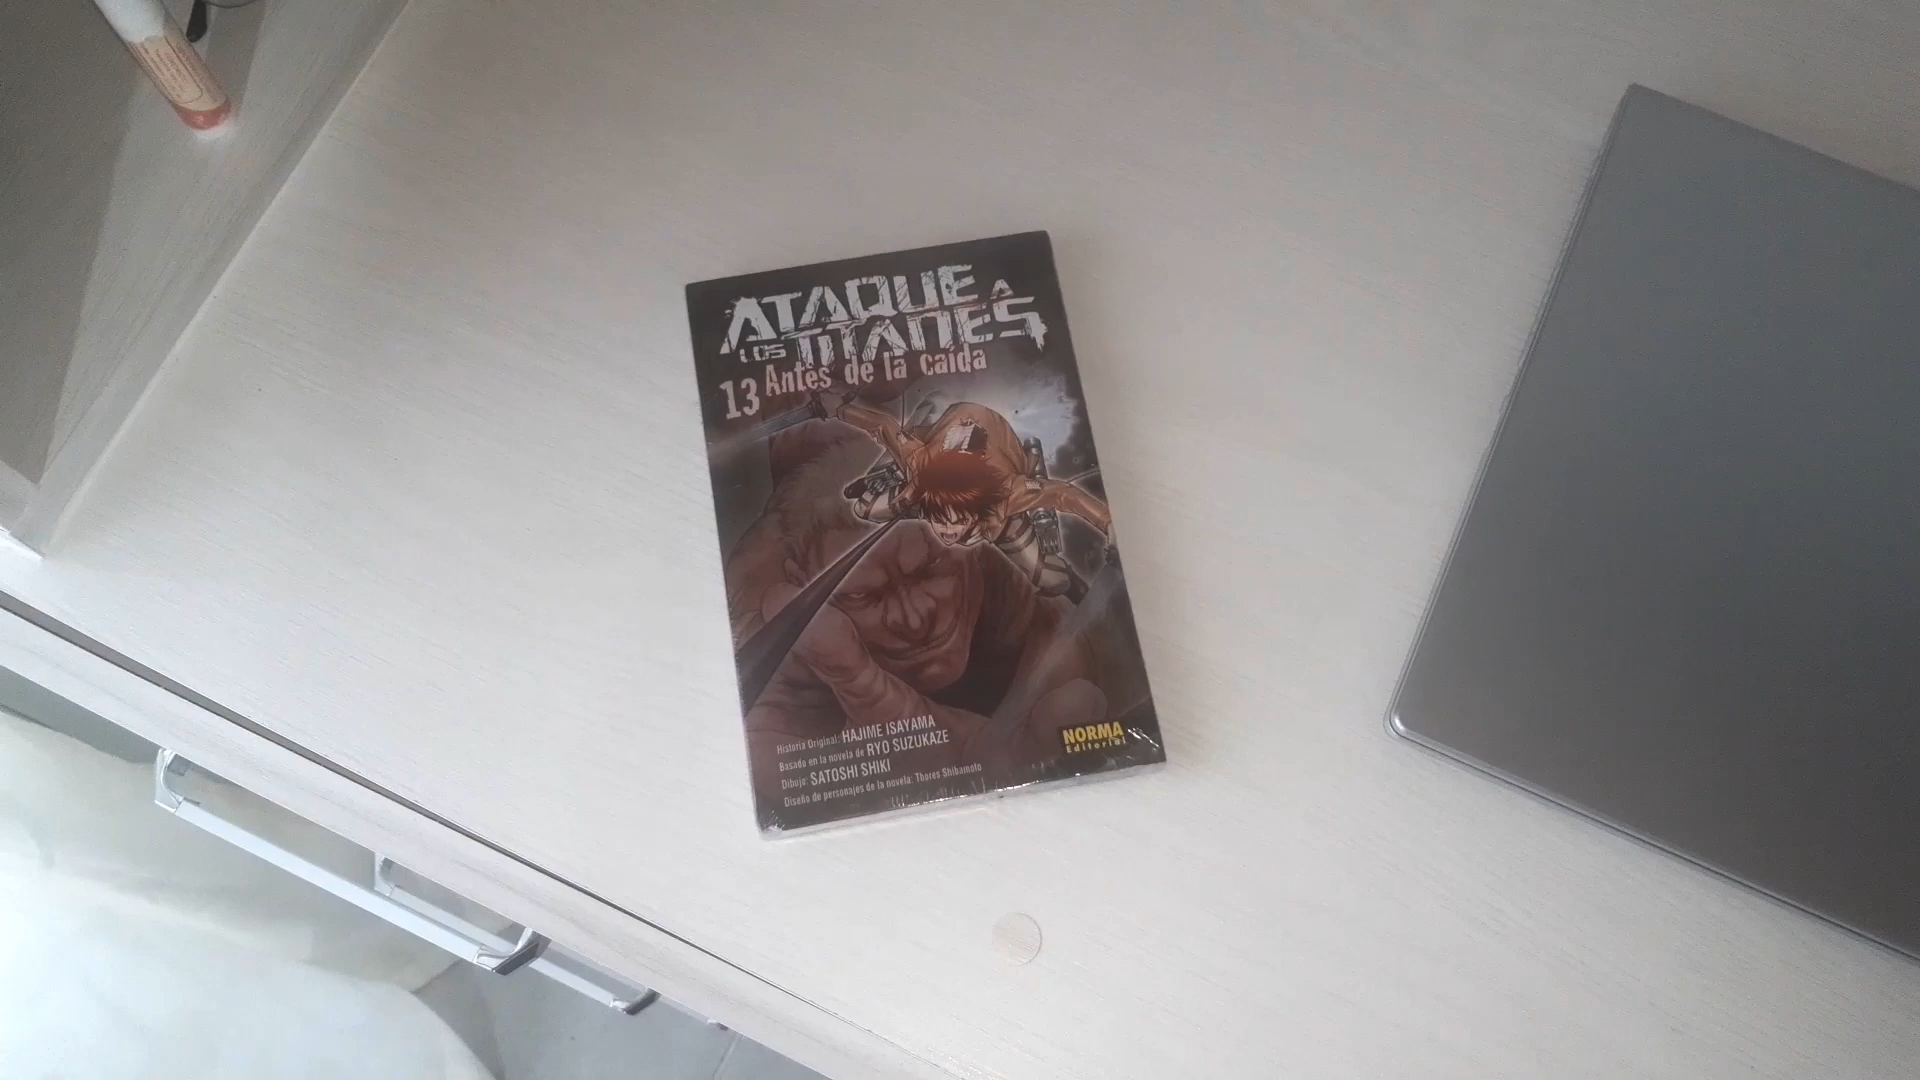 ATAQUE A
LOS TITANES
13 Antes de la caída
Historia Original: HAJIME ISAYAMA
Basado en la novela de RYO SUZUKAZE
Dibujo: SATOSHI SHIKI
Diseño de personajes de la novela: Thores Shibamoto
NORMA
Editorial